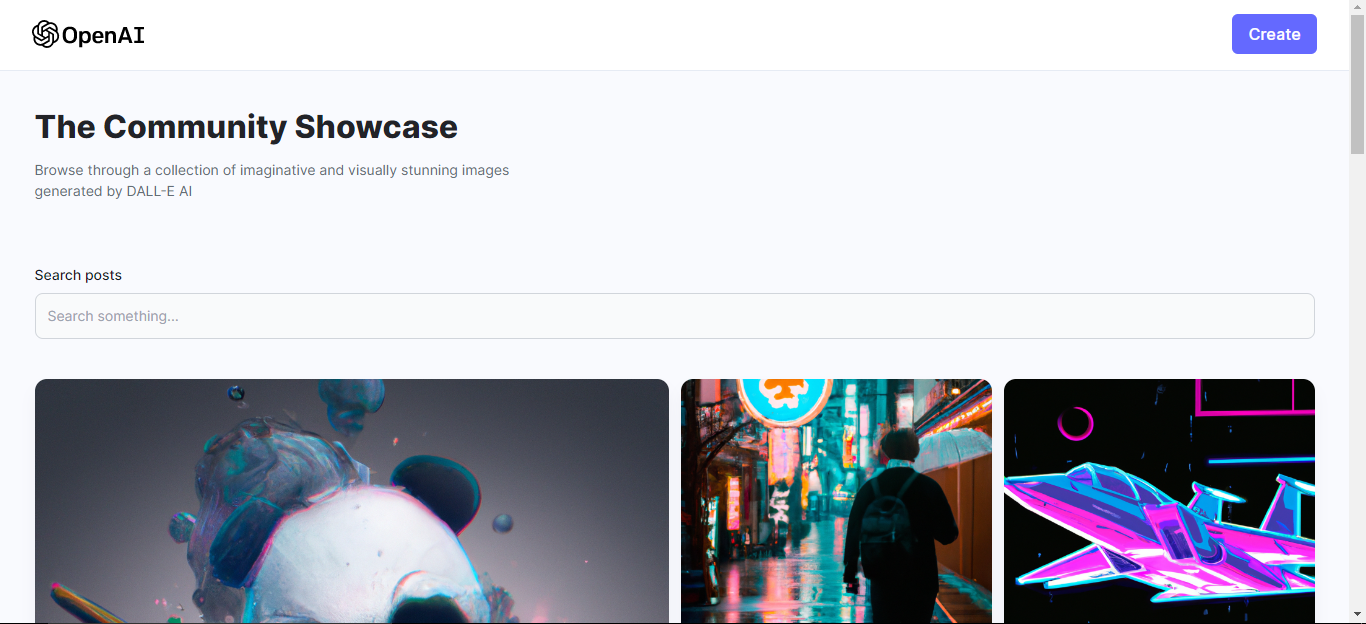 OpenAI
Create
The Community Showcase
Browse through a collection of imaginative and visually stunning images
generated by DALL-E AI
Search posts
Search something...